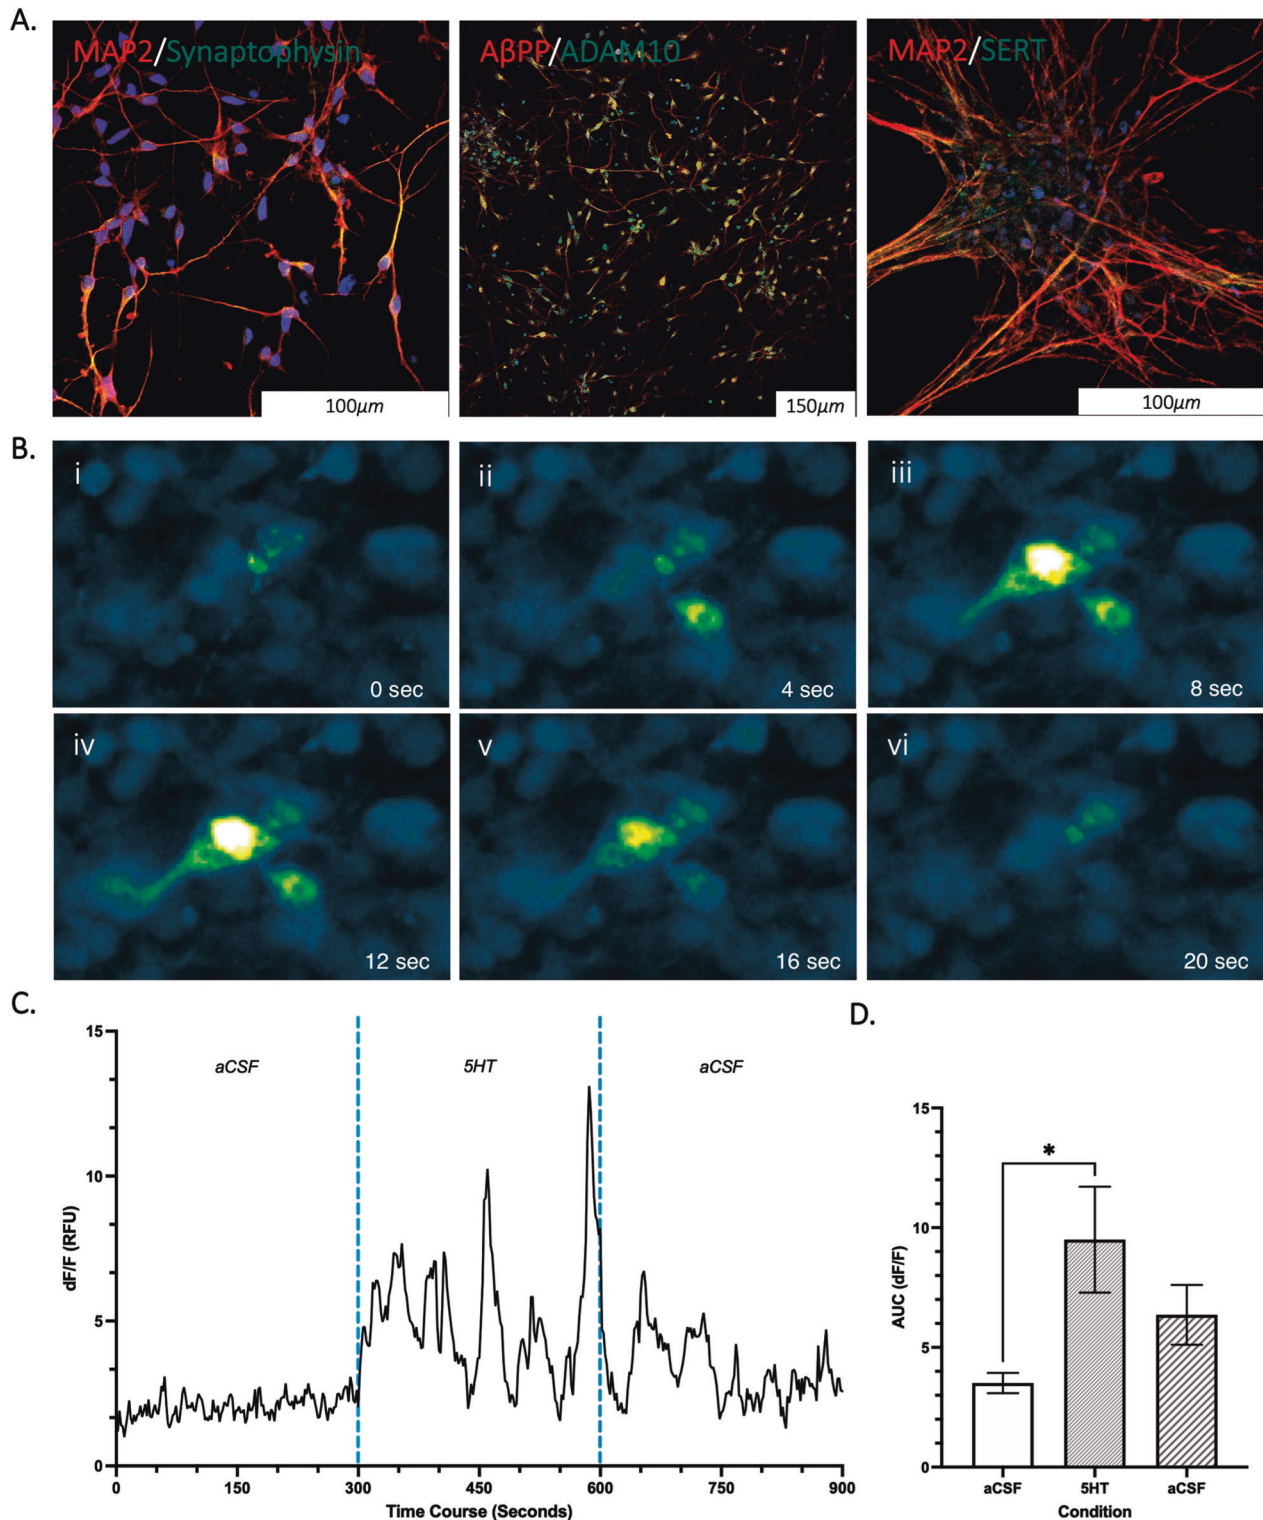 A.
MAP2/Synaptophysin
AβPP/ADAM10
MAP2/SERT
100µm
150µm
100µm
B.
i
ii
iii
0 sec
4 sec
8 sec
iv
v
vi
12 sec
16 sec
20 sec
C.
15
10
5
0
dF/F (RFU)
aCSF
5HT
aCSF
0
150
300
450
600
750
900
Time Course (Seconds)
D.
15
10
5
0
AUC (dF/F)
*
aCSF
5HT
aCSF
Condition